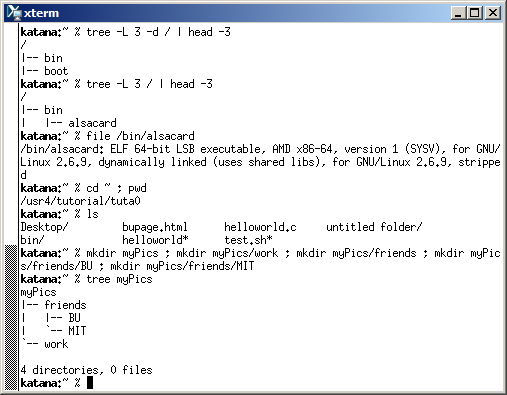 xterm
katana:~ % tree -L 3 -d / | head -3
/
|-- bin
|-- boot
katana:~ % tree -L 3 / | head -3
/
|-- bin
|   |-- alsacard
katana:~ % file /bin/alsacard
/bin/alsacard: ELF 64-bit LSB executable, AMD x86-64, version 1 (SYSV), for GNU/
Linux 2.6.9, dynamically linked (uses shared libs), for GNU/Linux 2.6.9, strippe
d
katana:~ % cd ~ ; pwd
/usr4/tutorial/tuta0
katana:~ % ls
Desktop/        bupage.html     helloworld.c    untitled folder/
bin/            helloworld*     test.sh*
katana:~ % mkdir myPics ; mkdir myPics/work ; mkdir myPics/friends ; mkdir myPic
s/friends/BU ; mkdir myPics/friends/MIT
katana:~ % tree myPics
myPics
|-- friends
|   |-- BU
|   `-- MIT
`-- work
4 directories, 0 files
katana:~ %